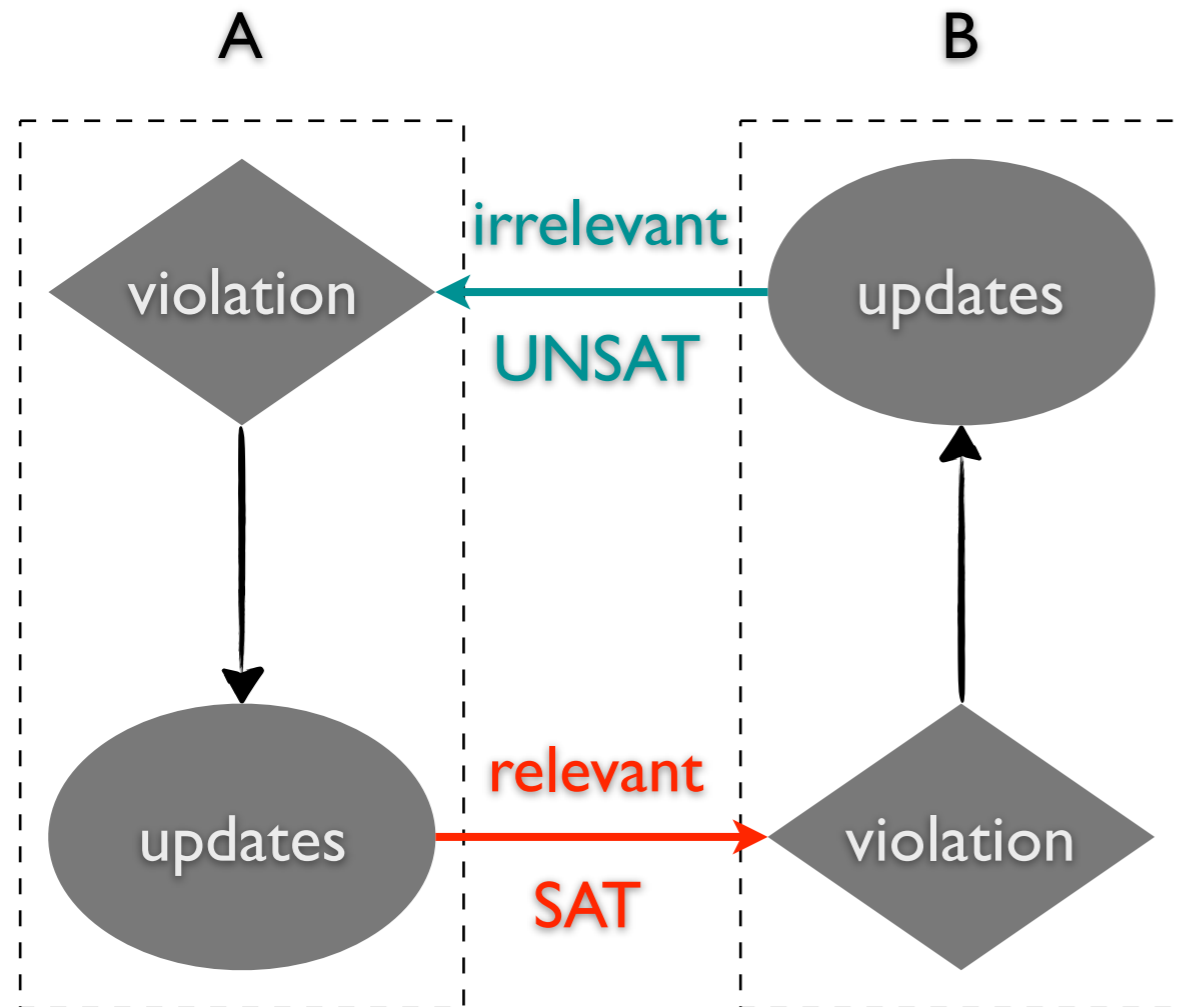 A
B
violation
irrelevant
UNSAT
updates
updates
relevant
SAT
violation